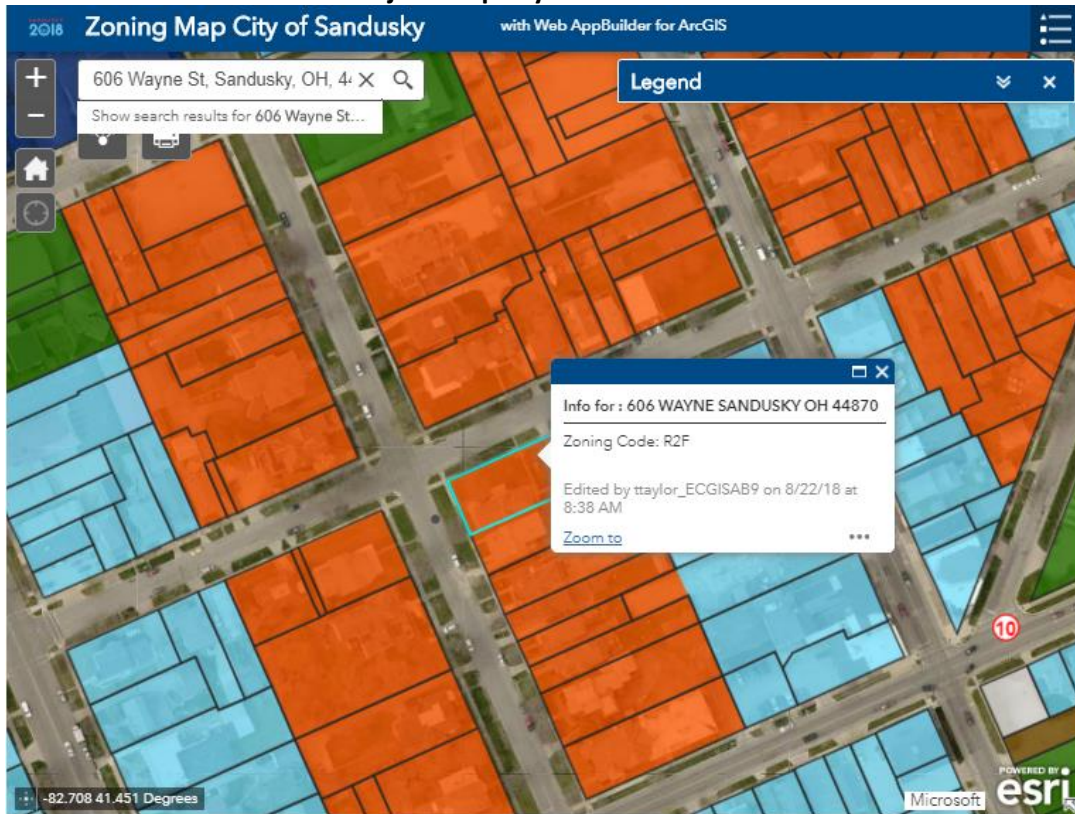 2018 Zoning Map City of Sandusky with Web AppBuilder for ArcGIS
606 Wayne St, Sandusky, OH, 44
Legend
Show search results for 606 Wayne St...
Info for : 606 WAYNE SANDUSKY OH 44870
Zoning Code: R2F
Edited by ttaylor_ECGISAB9 on 8/22/18 at
8:38 AM
Zoom to
10
-82.708 41.451 Degrees
Microsoft
POWERED BY
esri